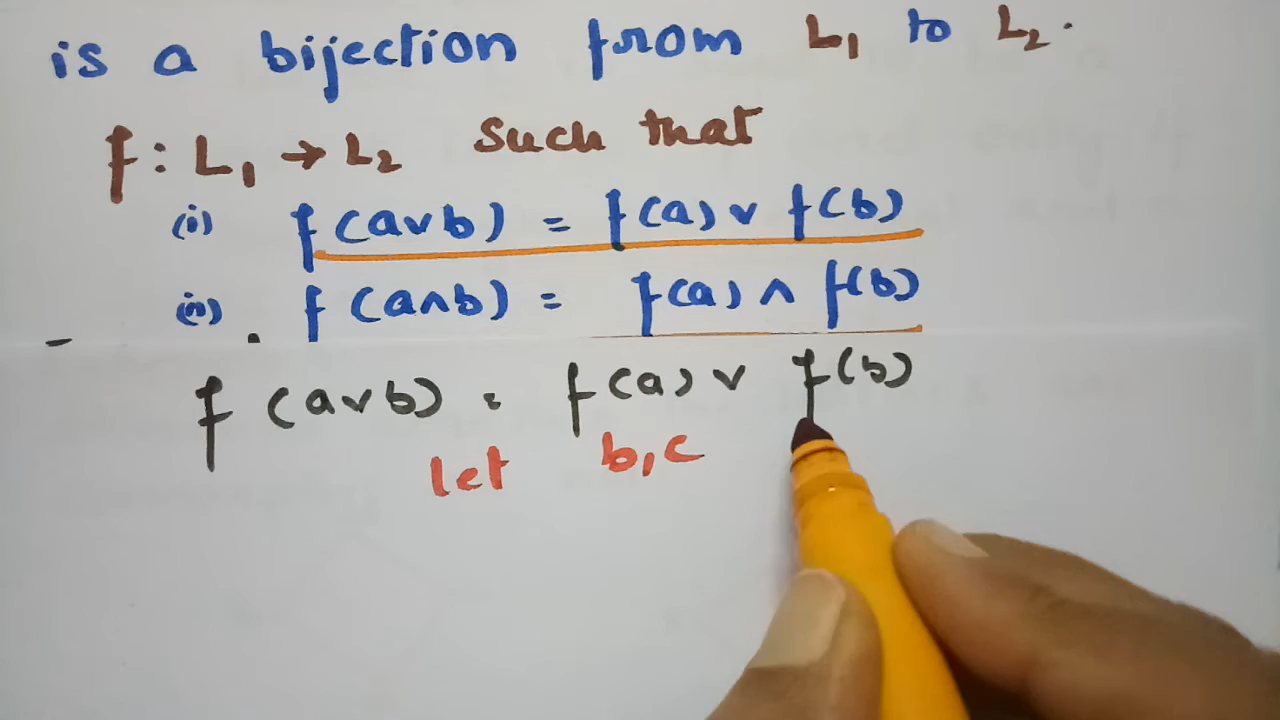 is a bijection from L1 to L2.
f : L1 → L2 such that
(i) f(a∨b) = f(a) ∨ f(b)
(ii) f(a∧b) = f(a) ∧ f(b)
f(a∨b) = f(a) ∨ f(b)
let b, c